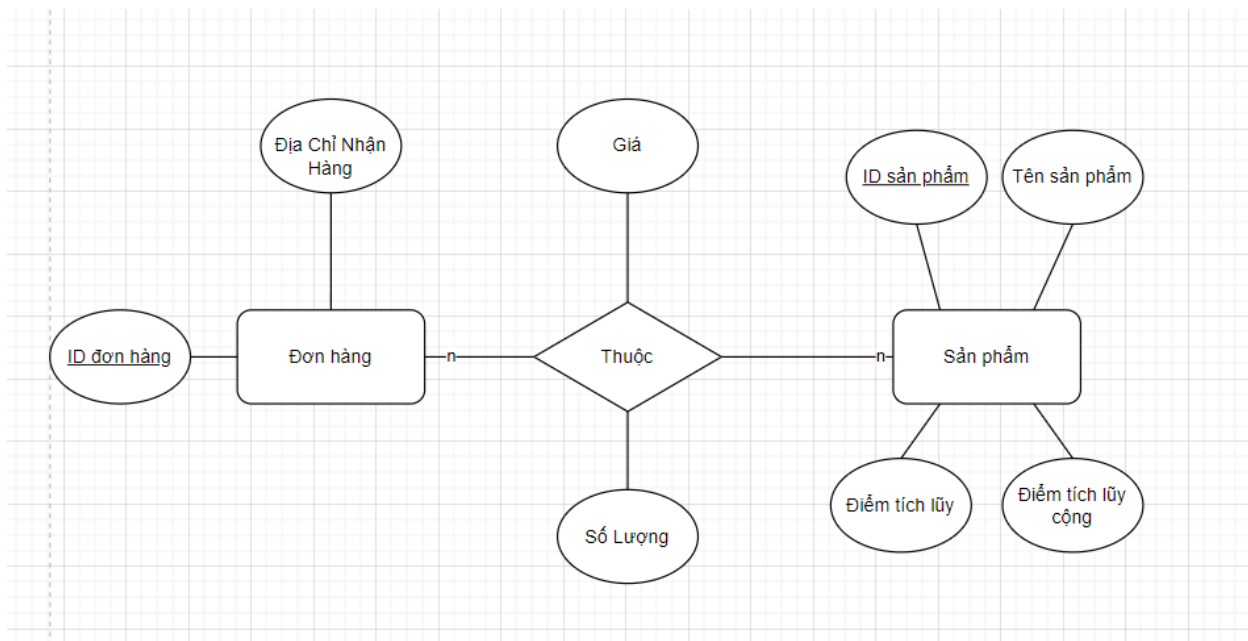 Địa Chỉ Nhận
Hàng
Giá
ID sản phẩm
Tên sản phẩm
ID đơn hàng
Đơn hàng
n
Thuộc
n
Sản phẩm
Điểm tích lũy
Điểm tích lũy
cộng
Số Lượng